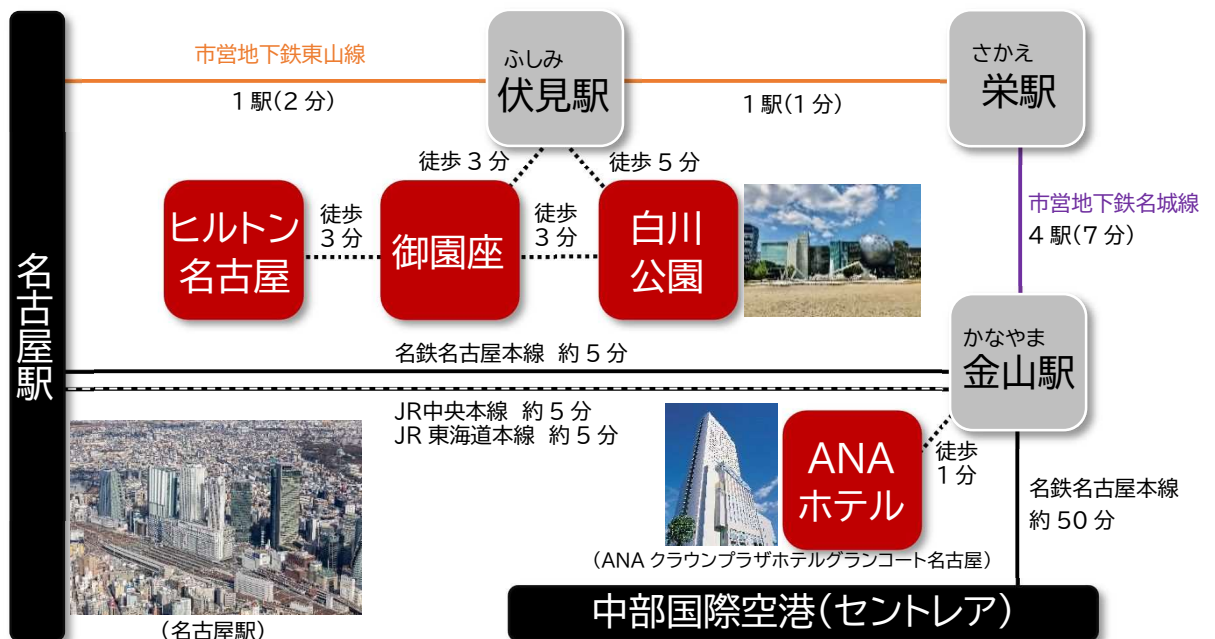 市営地下鉄東山線
1駅(2分)
ふしみ
伏見駅
1駅(1分)
さかえ
栄駅
徒歩3分
徒歩5分
ヒルトン
名古屋
徒歩
3分
御園座
徒歩
3分
白川
公園
市営地下鉄名城線
4駅(7分)
名古屋駅
名鉄名古屋本線 約5分
かなやま
金山駅
JR中央本線 約5分
JR東海道本線 約5分
ANA
ホテル
徒歩
1分
名鉄名古屋本線
約50分
(ANAクラウンプラザホテルグランコート名古屋)
中部国際空港(セントレア)
(名古屋駅)